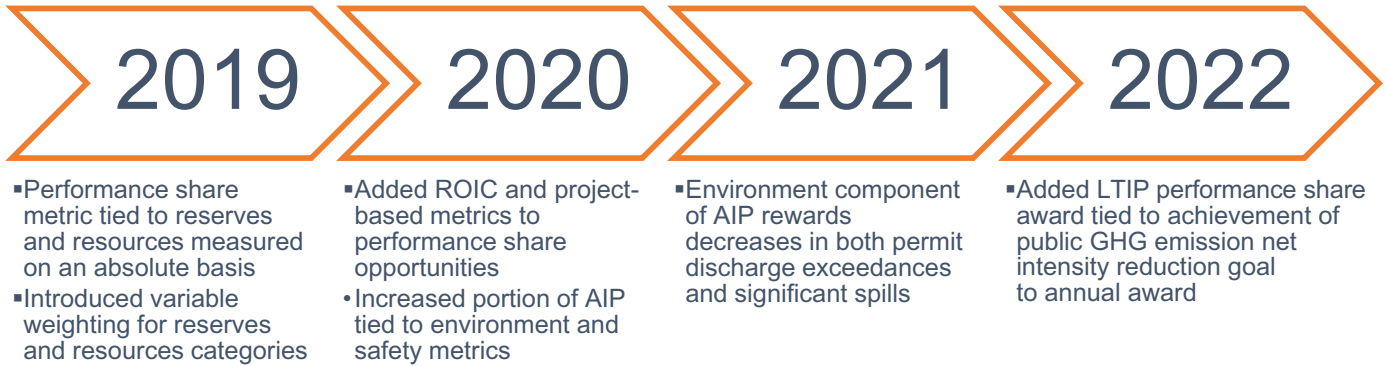 2019
2020
2021
2022
▪Performance share
metric tied to reserves
and resources measured
on an absolute basis
▪Introduced variable
weighting for reserves
and resources categories
▪Added ROIC and project-
based metrics to
performance share
opportunities
•Increased portion of AIP
tied to environment and
safety metrics
▪Environment component
of AIP rewards
decreases in both permit
discharge exceedances
and significant spills
▪Added LTIP performance share
award tied to achievement of
public GHG emission net
intensity reduction goal
to annual award